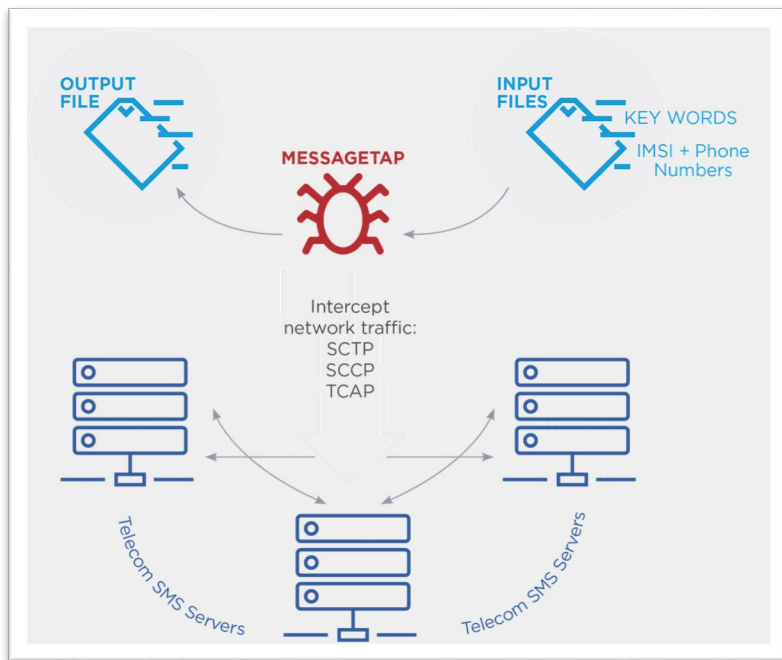 OUTPUT
FILE
INPUT
FILES
KEY WORDS
IMSI + Phone
Numbers
MESSAGETAP
Intercept
network traffic:
SCTP
SCCP
TCAP
Telecom SMS Servers
Telecom SMS Servers